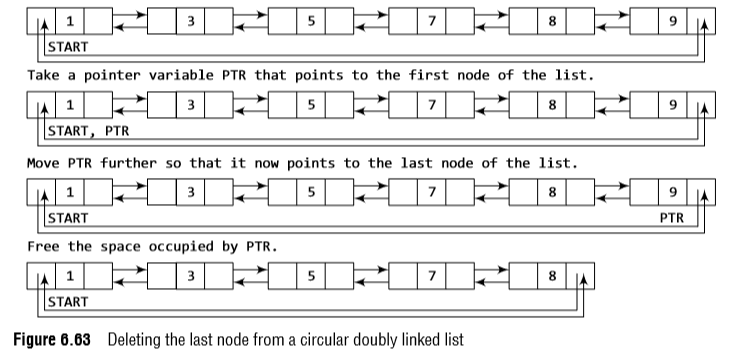 1 3 5 7 8 9
START
Take a pointer variable PTR that points to the first node of the list.
1 3 5 7 8 9
START, PTR
Move PTR further so that it now points to the last node of the list.
1 3 5 7 8 9
START PTR
Free the space occupied by PTR.
1 3 5 7 8
START
Figure 6.63 Deleting the last node from a circular doubly linked list